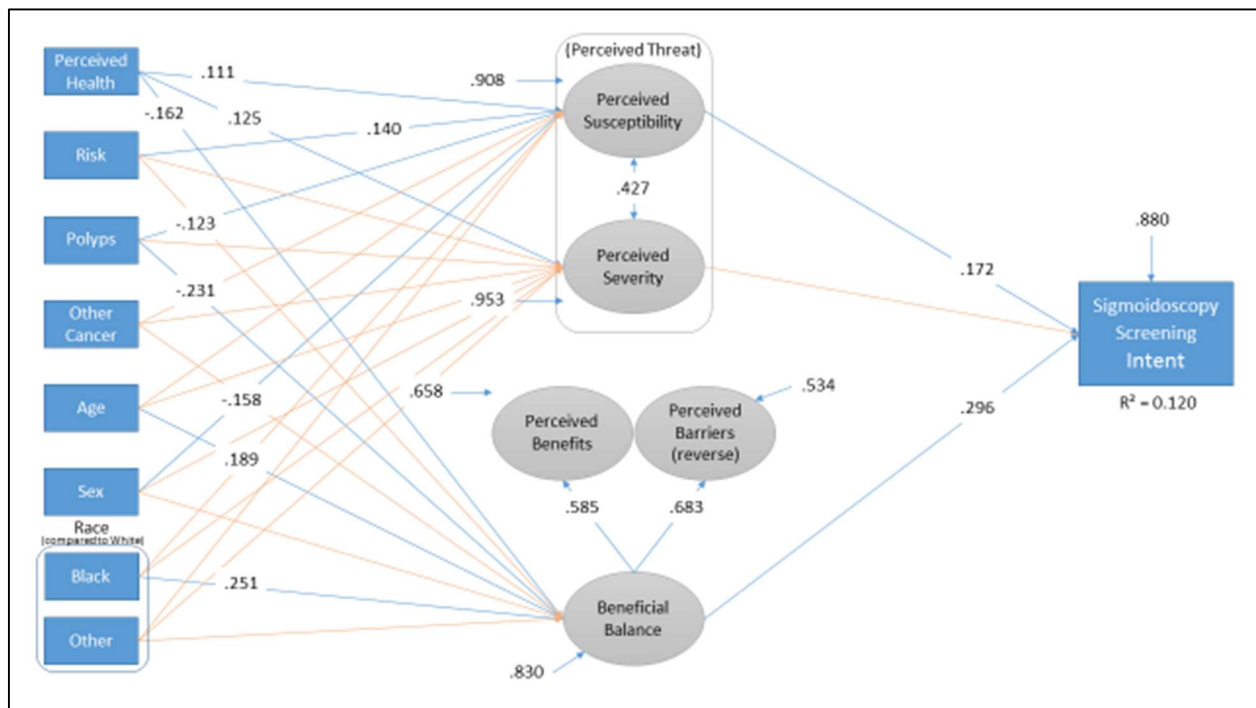 (Perceived Threat)
Perceived
Health
.111
.908
-.162
.125
Perceived
Susceptibility
Risk
.140
.427
-.123
.880
Polyps
Perceived
Severity
.172
-.231
.953
Other
Cancer
Sigmoidoscopy
Screening
Intent
R² = 0.120
.658
.534
Age
-.158
Perceived
Benefits
Perceived
Barriers
(reverse)
.296
.189
Sex
.585
.683
Race
(compared to White)
Black
.251
Beneficial
Balance
Other
.830